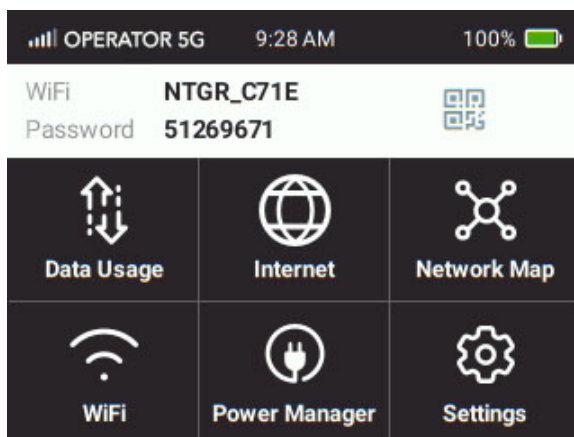 OPERATOR 5G 9:28 AM 100%
WiFi NTGR_C71E
Password 51269671
Data Usage Internet Network Map
WiFi Power Manager Settings